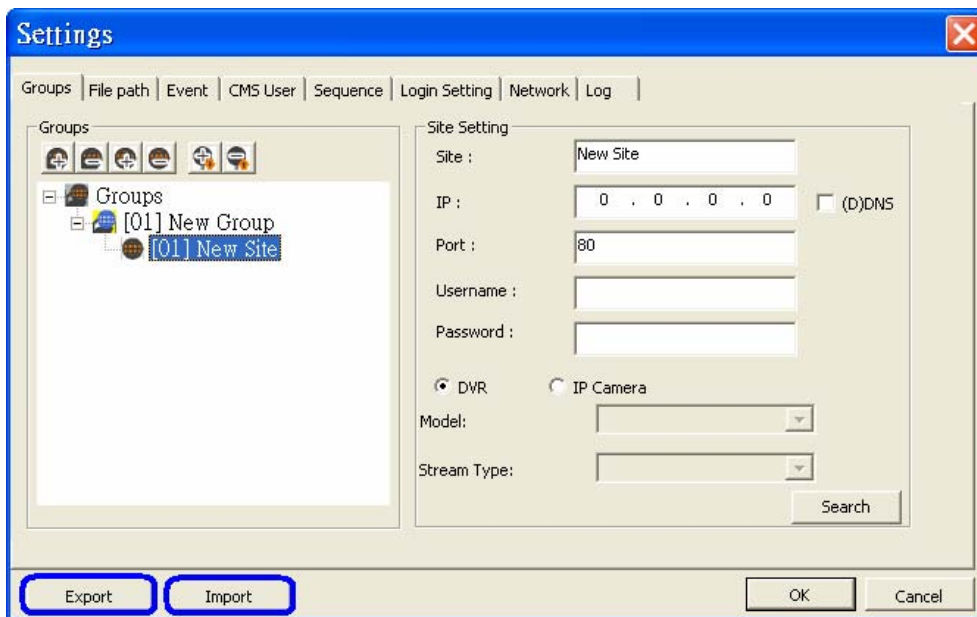 Settings
Groups File path Event CMS User Sequence Login Setting Network Log
Groups
Groups
[01] New Group
[01] New Site
Site Setting
Site : New Site
IP : 0 . 0 . 0 . 0 (D)DNS
Port : 80
Username :
Password :
DVR IP Camera
Model:
Stream Type:
Search
Export Import OK Cancel